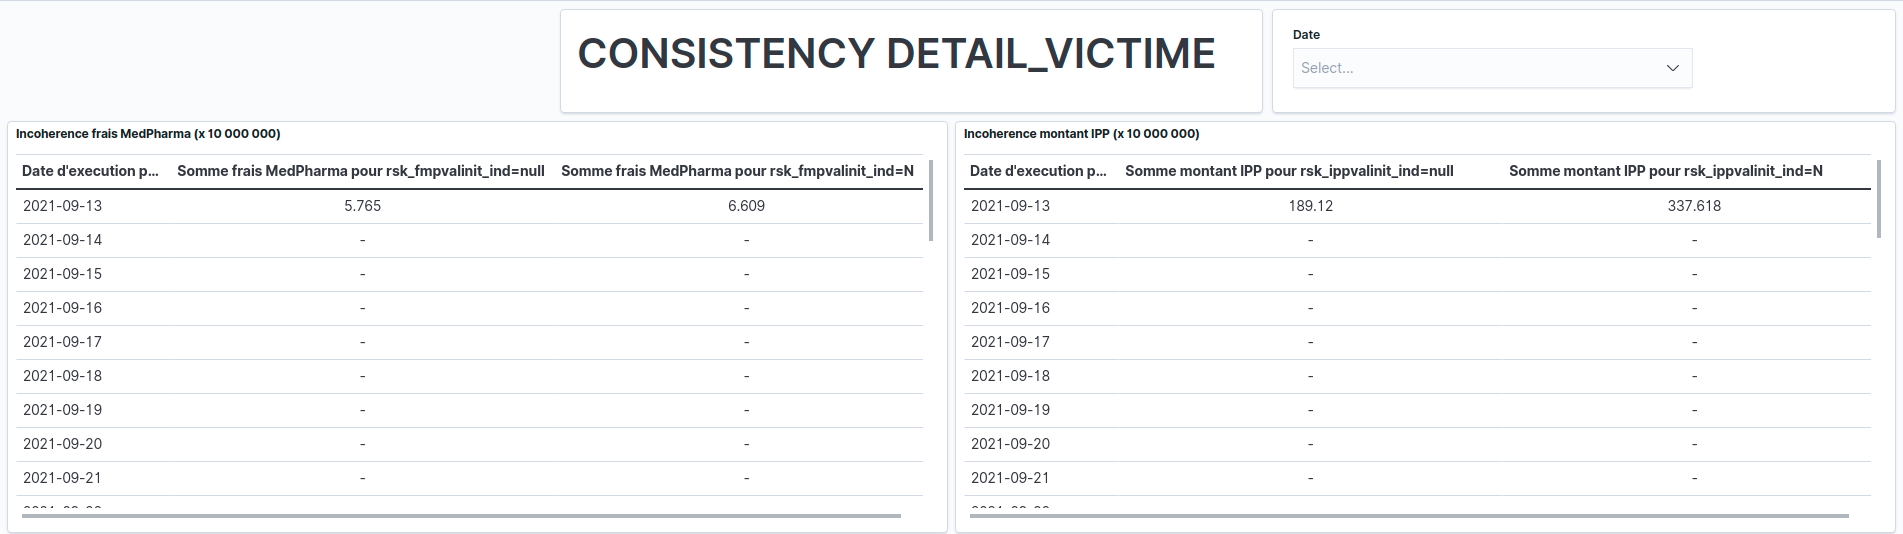 CONSISTENCY DETAIL_VICTIME
Date
Select...
Incoherence frais MedPharma (x 10 000 000)
Date d'execution p... Somme frais MedPharma pour rsk_fmpvalinit_ind=null Somme frais MedPharma pour rsk_fmpvalinit_ind=N
2021-09-13 5.765 6.609
2021-09-14 - -
2021-09-15 - -
2021-09-16 - -
2021-09-17 - -
2021-09-18 - -
2021-09-19 - -
2021-09-20 - -
2021-09-21 - -
Incoherence montant IPP (x 10 000 000)
Date d'execution p... Somme montant IPP pour rsk_ippvalinit_ind=null Somme montant IPP pour rsk_ippvalinit_ind=N
2021-09-13 189.12 337.618
2021-09-14 - -
2021-09-15 - -
2021-09-16 - -
2021-09-17 - -
2021-09-18 - -
2021-09-19 - -
2021-09-20 - -
2021-09-21 - -